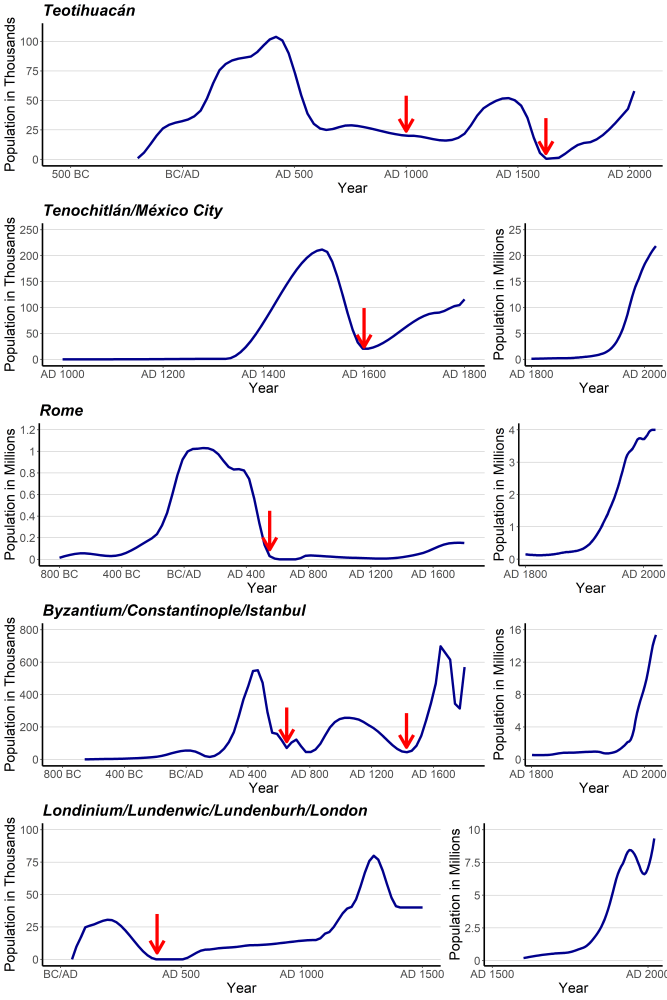 Teotihuacán
Population in Thousands
100
75
50
25
0
500 BC BC/AD AD 500 AD 1000 AD 1500 AD 2000
Year
Tenochitlán/México City
Population in Thousands
250
200
150
100
50
0
AD 1000 AD 1200 AD 1400 AD 1600 AD 1800
Year
Population in Millions
25
20
15
10
5
0
AD 1800 AD 2000
Year
Rome
Population in Millions
1.2
1
0.8
0.6
0.4
0.2
0
800 BC 400 BC BC/AD AD 400 AD 800 AD 1200 AD 1600
Year
Population in Millions
4
3
2
1
0
AD 1800 AD 2000
Year
Byzantium/Constantinople/Istanbul
Population in Thousands
800
600
400
200
0
800 BC 400 BC BC/AD AD 400 AD 800 AD 1200 AD 1600
Year
Population in Millions
16
12
8
4
0
AD 1800 AD 2000
Year
Londinium/Lundenwic/Lundenburh/London
Population in Thousands
100
75
50
25
0
BC/AD AD 500 AD 1000 AD 1500
Year
Population in Millions
10
7.5
5
2.5
0
AD 1500 AD 2000
Year